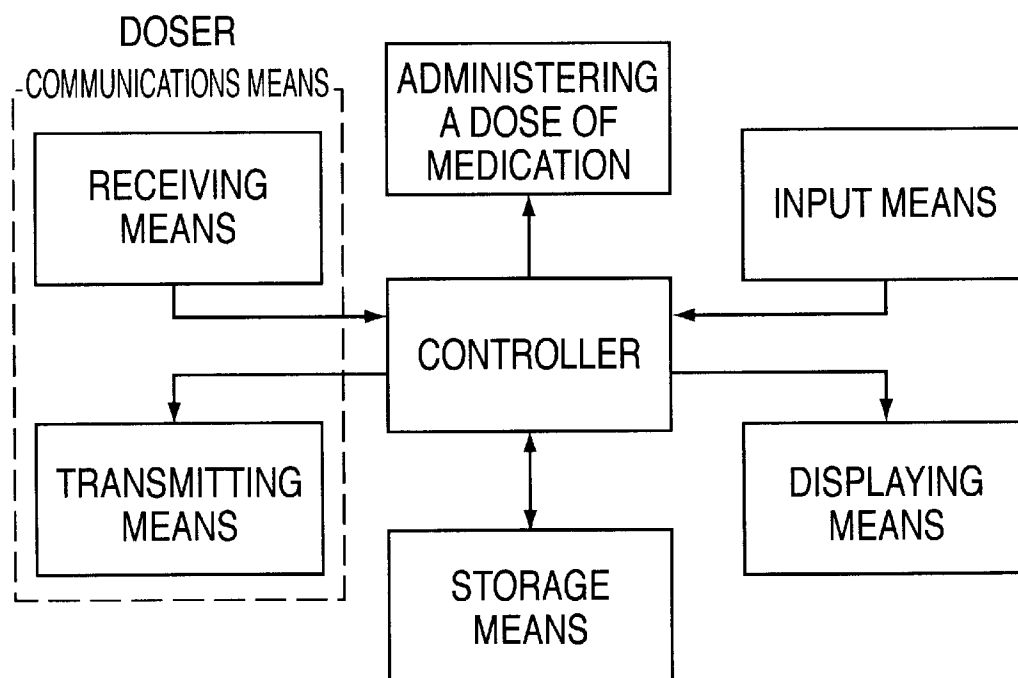 DOSER
COMMUNICATIONS MEANS
RECEIVING
MEANS
ADMINISTERING
A DOSE OF
MEDICATION
INPUT MEANS
CONTROLLER
TRANSMITTING
MEANS
STORAGE
MEANS
DISPLAYING
MEANS